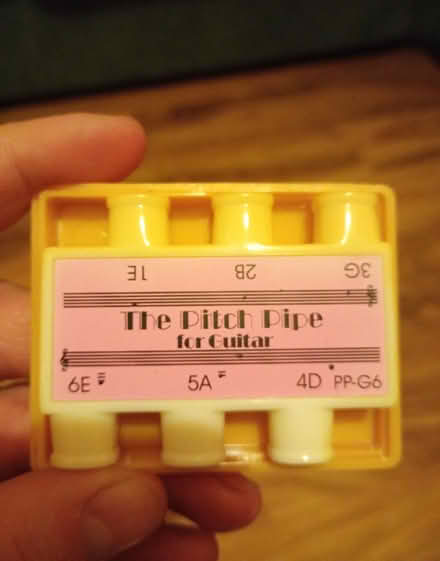 1E 2B 3G
The Pitch Pipe
for Guitar
6E 5A 4D PP-G6